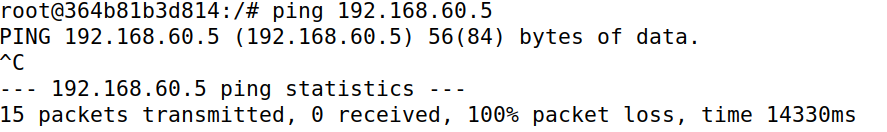 root@364b81b3d814:/# ping 192.168.60.5
PING 192.168.60.5 (192.168.60.5) 56(84) bytes of data.
^C
--- 192.168.60.5 ping statistics ---
15 packets transmitted, 0 received, 100% packet loss, time 14330ms